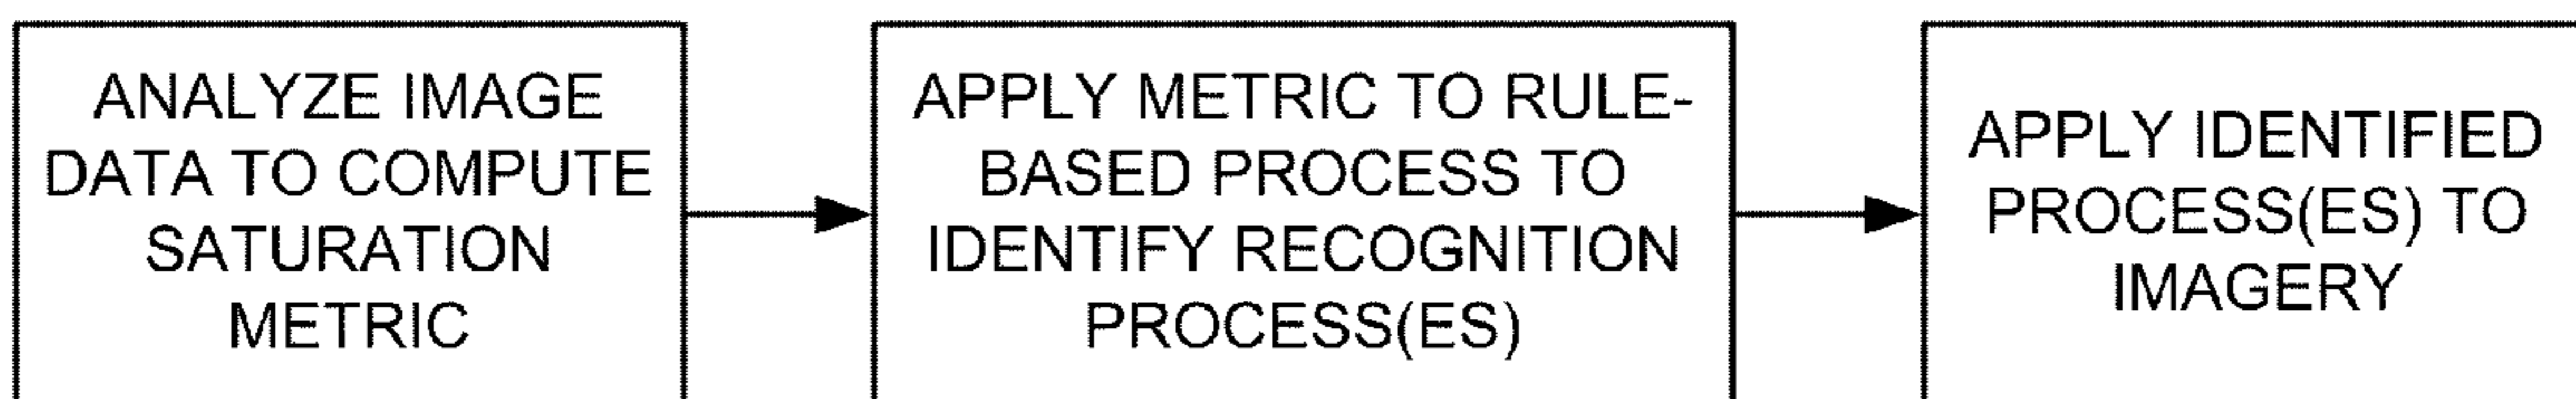 ANALYZE IMAGE
DATA TO COMPUTE
SATURATION
METRIC
APPLY METRIC TO RULE-
BASED PROCESS TO
IDENTIFY RECOGNITION
PROCESS(ES)
APPLY IDENTIFIED
PROCESS(ES) TO
IMAGERY